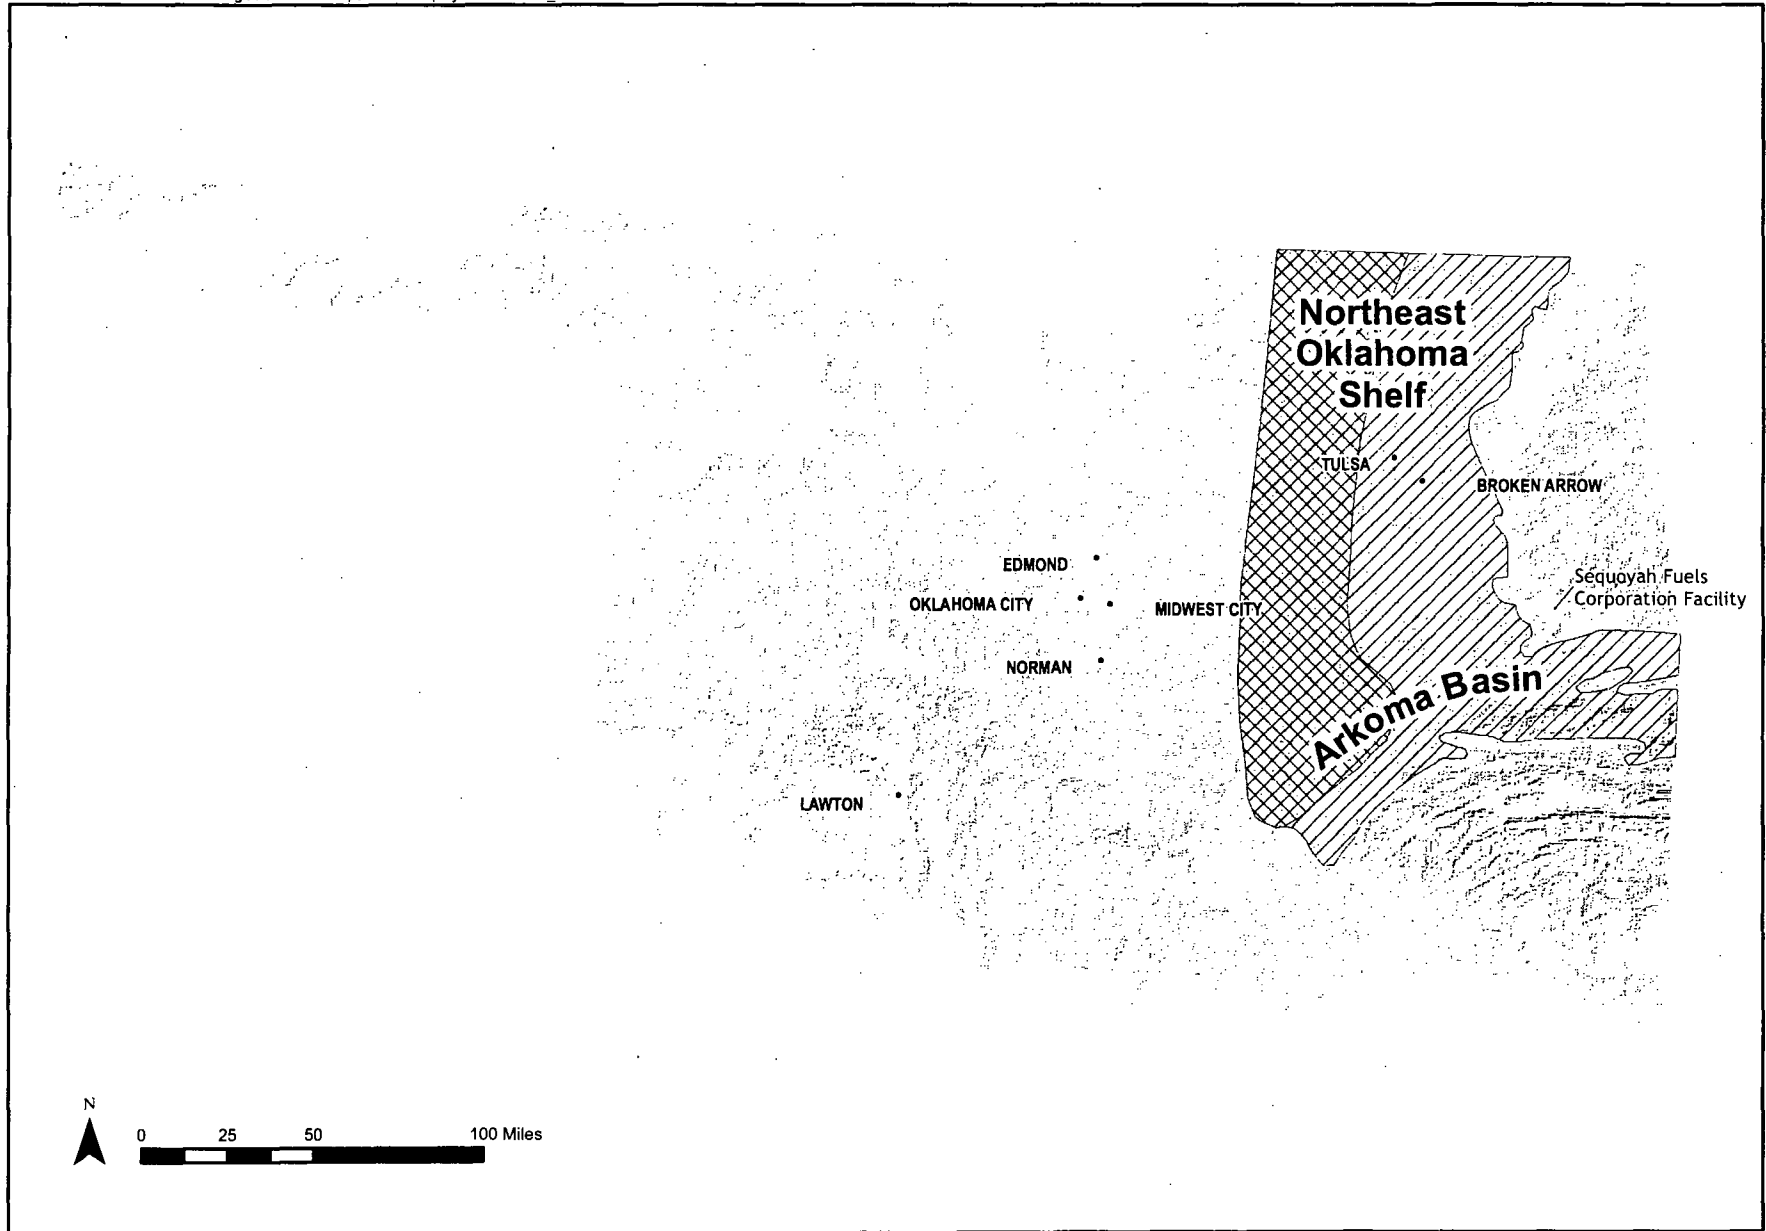 Northeast
Oklahoma
Shelf
TULSA
BROKEN ARROW
EDMOND
Sequoyah Fuels
Corporation Facility
OKLAHOMA CITY
MIDWEST CITY
NORMAN
Arkoma Basin
LAWTON
N
0 25 50 100 Miles